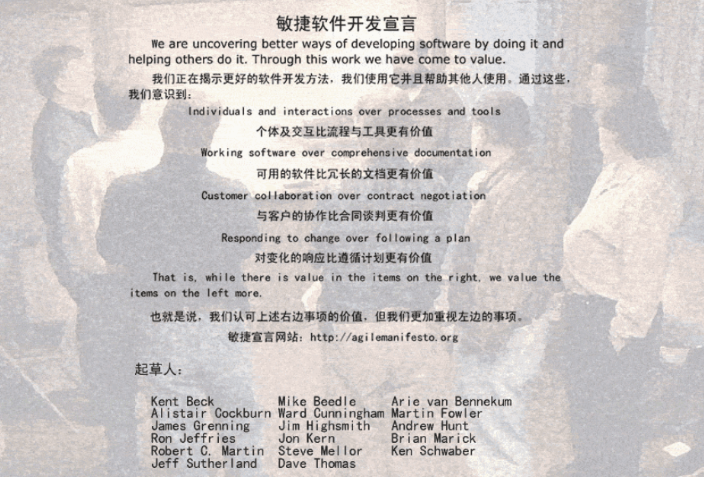 敏捷软件开发宣言
We are uncovering better ways of developing software by doing it and
helping others do it. Through this work we have come to value.
我们正在揭示更好的软件开发方法，我们使用它并且帮助其他人使用。通过这些，
我们意识到：
Individuals and interactions over processes and tools
个体及交互比流程与工具更有价值
Working software over comprehensive documentation
可用的软件比冗长的文档更有价值
Customer collaboration over contract negotiation
与客户的协作比合同谈判更有价值
Responding to change over following a plan
对变化的响应比遵循计划更有价值
That is, while there is value in the items on the right, we value the
items on the left more.
也就是说，我们认可上述右边事项的价值，但我们更加重视左边的事项。
敏捷宣言网站：http://agilemanifesto.org
起草人：
Kent Beck Mike Beedle Arie van Bennekum
Alistair Cockburn Ward Cunningham Martin Fowler
James Grenning Jim Highsmith Andrew Hunt
Ron Jeffries Jon Kern Brian Marick
Robert C. Martin Steve Mellor Ken Schwaber
Jeff Sutherland Dave Thomas